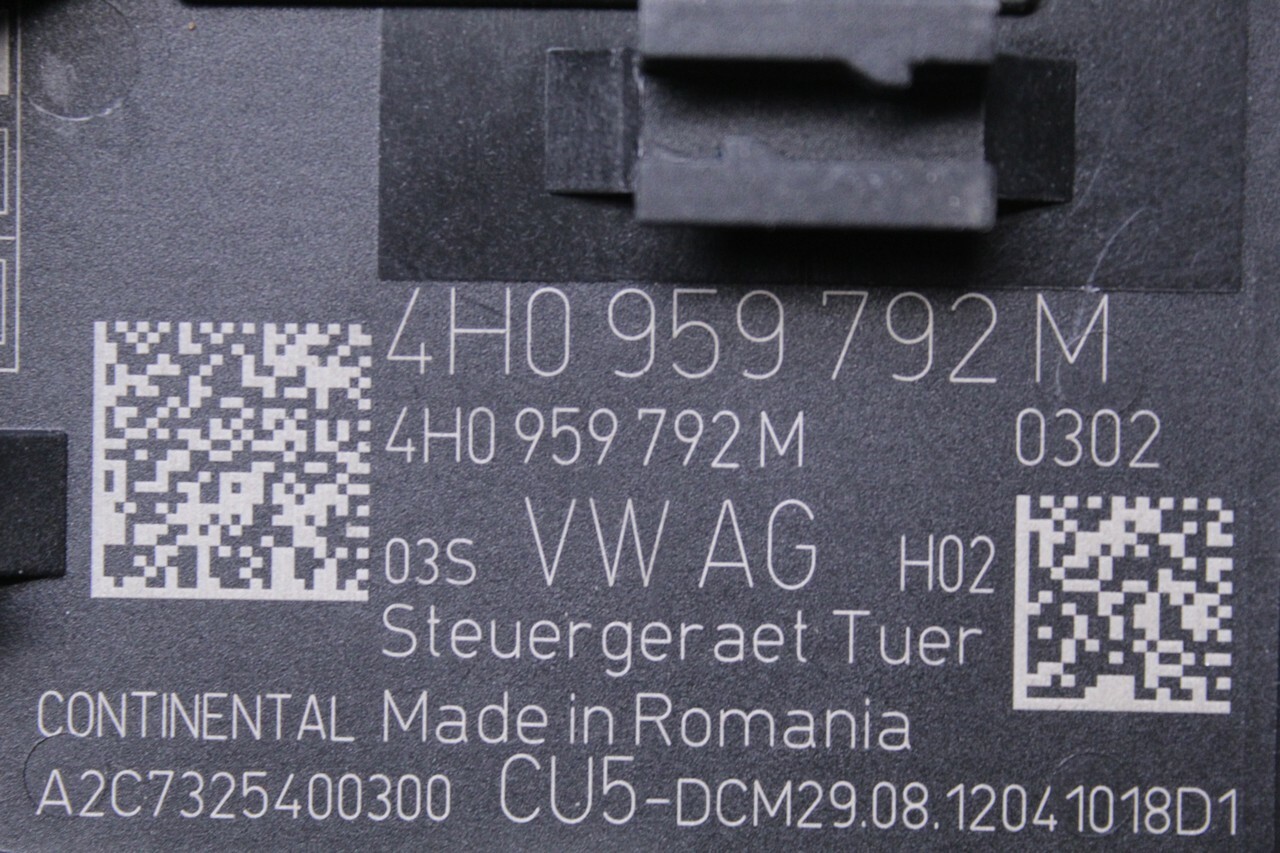 4H0 959 792 M
4H0 959 792 M 0302
03S VW AG H02
Steuergeraet Tuer
CONTINENTAL Made in Romania
A2C7325400300 CU5-DCM29.08.12041018D1